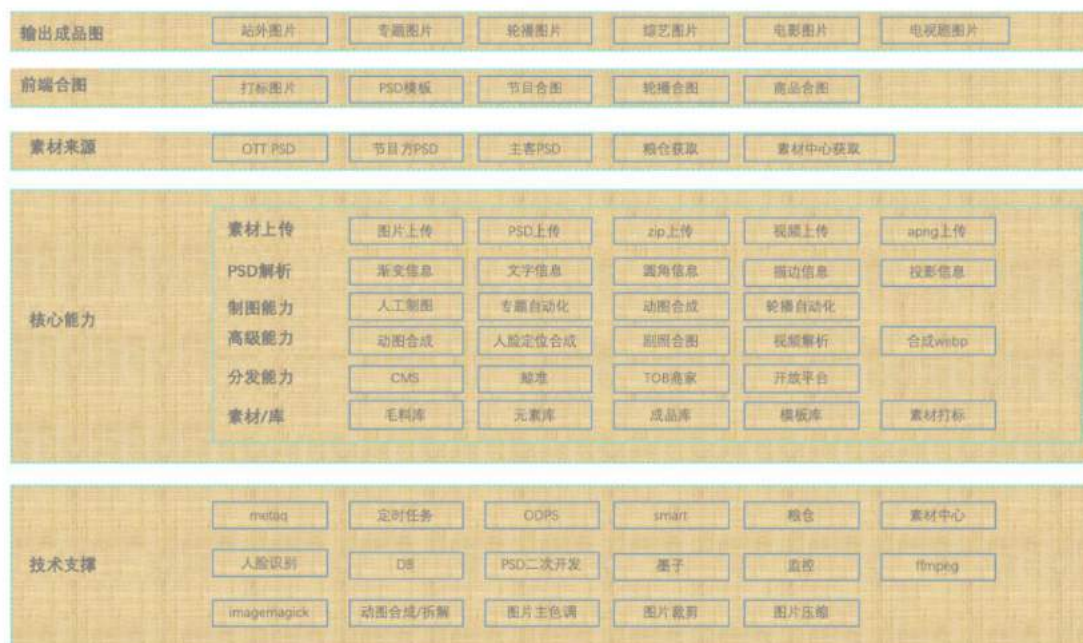 输出成品图 站外图片 专题图片 轮播图片 综艺图片 电影图片 电视剧图片
前端合图 打标图片 PSD模板 节目合图 轮播合图 商品合图
素材来源 OTT PSD 节目方PSD 主客PSD 粮仓获取 素材中心获取
核心能力
素材上传 图片上传 PSD上传 zip上传 视频上传 apng上传
PSD解析 渐变信息 文字信息 圆角信息 描边信息 投影信息
制图能力 人工制图 专题自动化 动图合成 轮播自动化
高级能力 动图合成 人脸定位合成 剧照合图 视频解析 合成webp
分发能力 CMS 鲸准 TOB商家 开放平台
素材/库 毛料库 元素库 成品库 模板库 素材打标
技术支撑
metaq 定时任务 ODPS smart 粮仓 素材中心
人脸识别 DB PSD二次开发 墨子 监控 ffmpeg
imagemagick 动图合成/拆解 图片主色调 图片裁剪 图片压缩